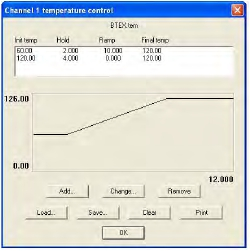 Channel 1 temperature control
BTEX.tem
Init temp Hold Ramp Final temp
60.00 2.000 10.000 120.00
120.00 4.000 0.000 120.00
126.00
0.00
12.000
Add... Change... Remove
Load... Save... Clear Print
OK